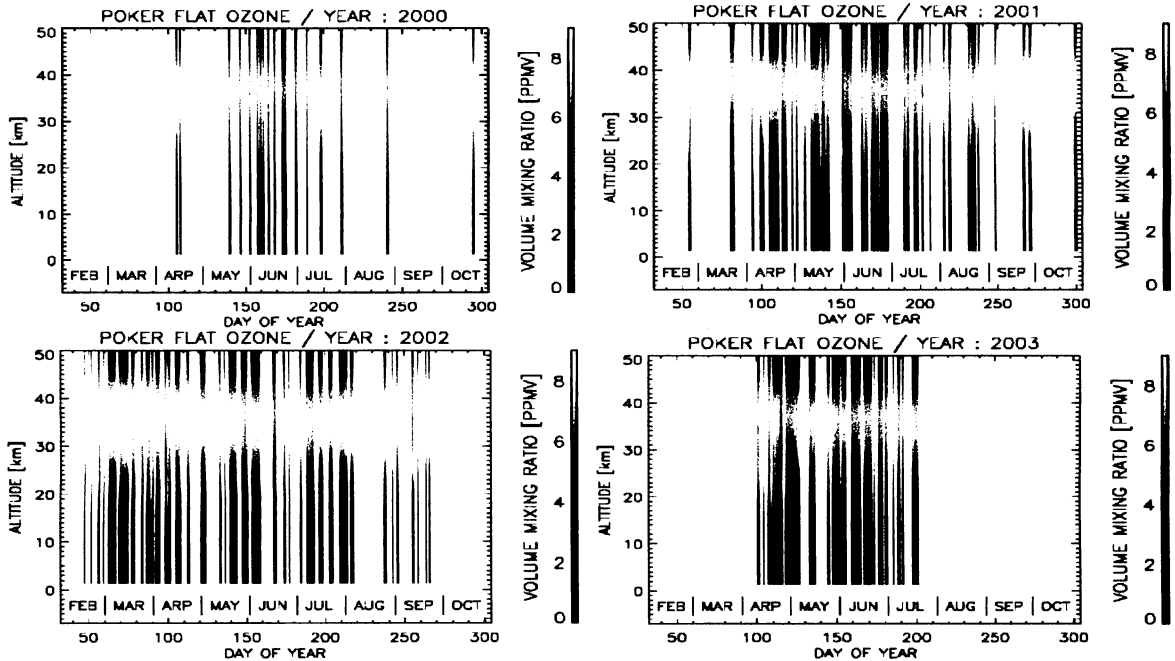 POKER FLAT OZONE / YEAR : 2000
50
40
30
20
10
0
ALTITUDE [km]
FEB | MAR | ARP | MAY | JUN | JUL | AUG | SEP | OCT
50 100 150 200 250 300
DAY OF YEAR
VOLUME MIXING RATIO [PPMV]
8
6
4
2
0
POKER FLAT OZONE / YEAR : 2001
50
40
30
20
10
0
ALTITUDE [km]
FEB | MAR | ARP | MAY | JUN | JUL | AUG | SEP | OCT
50 100 150 200 250 300
DAY OF YEAR
VOLUME MIXING RATIO [PPMV]
8
6
4
2
0
POKER FLAT OZONE / YEAR : 2002
50
40
30
20
10
0
ALTITUDE [km]
FEB | MAR | ARP | MAY | JUN | JUL | AUG | SEP | OCT
50 100 150 200 250 300
DAY OF YEAR
VOLUME MIXING RATIO [PPMV]
8
6
4
2
0
POKER FLAT OZONE / YEAR : 2003
50
40
30
20
10
0
ALTITUDE [km]
FEB | MAR | ARP | MAY | JUN | JUL | AUG | SEP | OCT
50 100 150 200 250 300
DAY OF YEAR
VOLUME MIXING RATIO [PPMV]
8
6
4
2
0